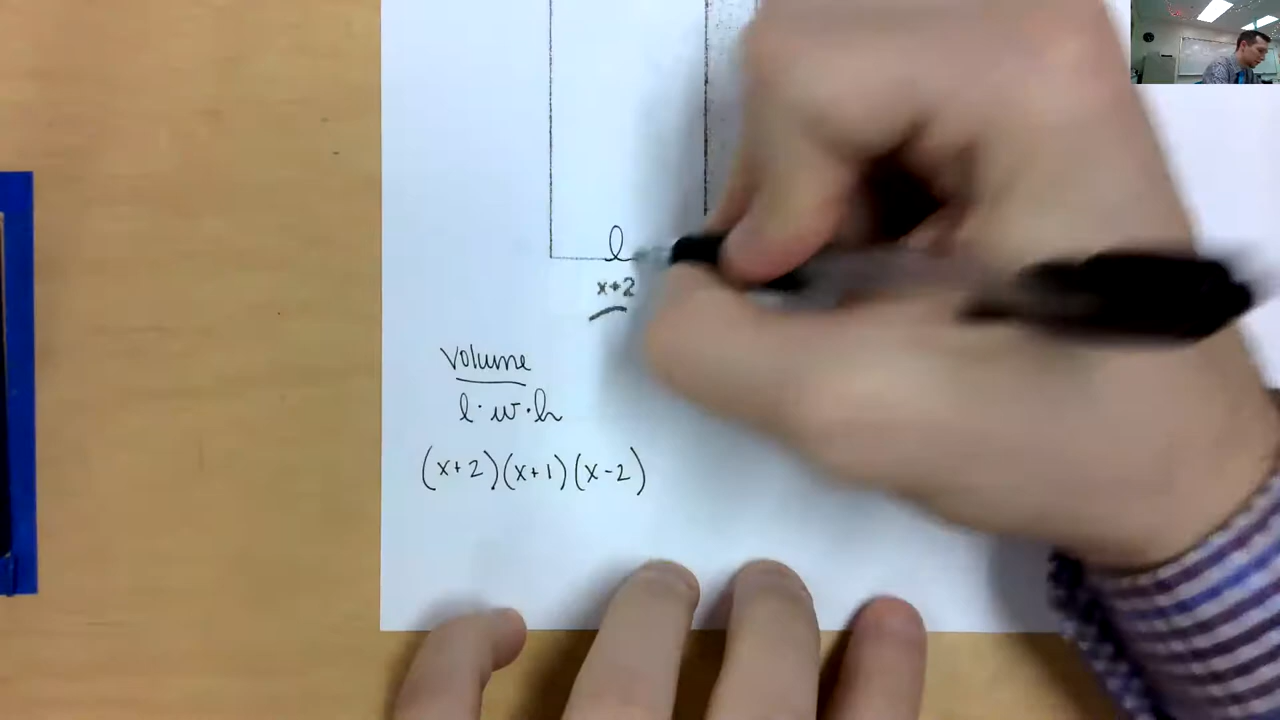 l
x+2
Volume
l · w · h
(x+2)(x+1)(x-2)